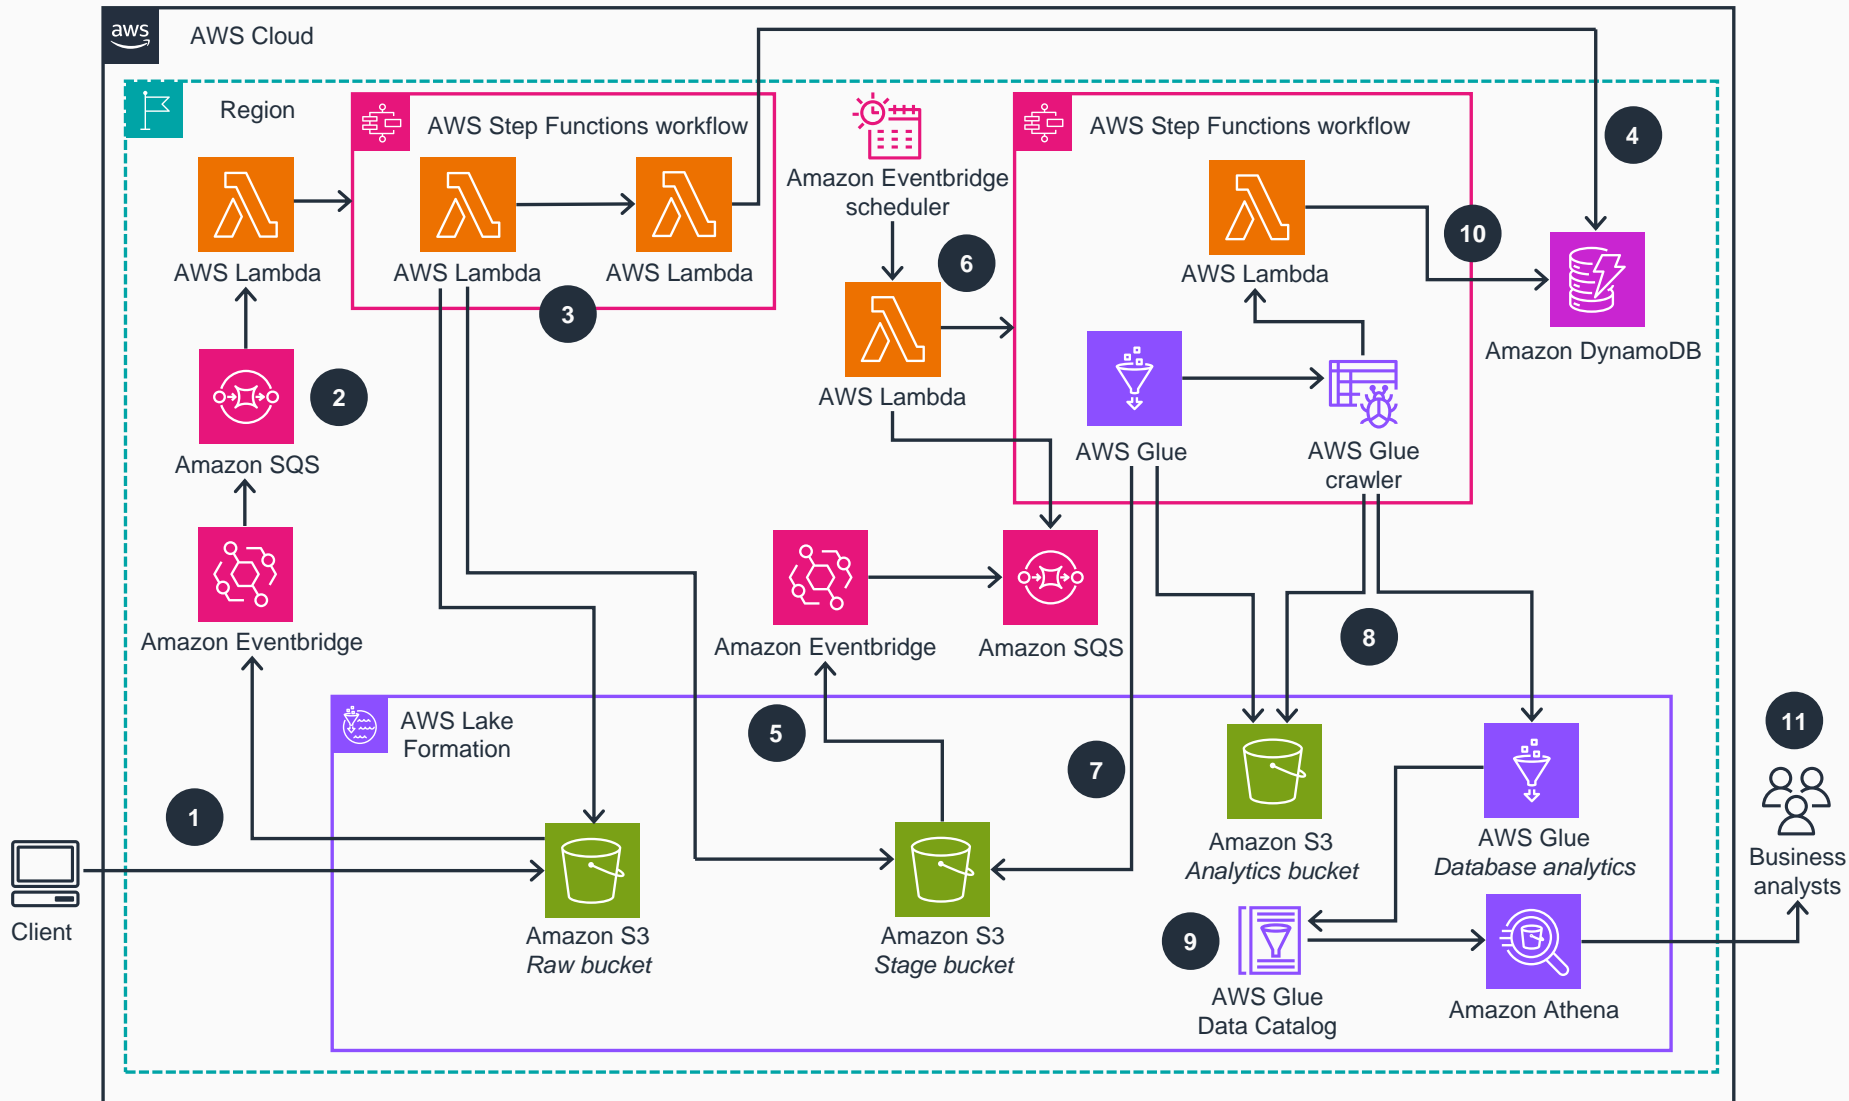 aws
AWS Cloud
Region
AWS Step Functions workflow
AWS Step Functions workflow
4
Amazon Eventbridge
scheduler
10
AWS Lambda
AWS Lambda
AWS Lambda
6
AWS Lambda
3
Amazon DynamoDB
2
AWS Lambda
Amazon SQS
AWS Glue
AWS Glue
crawler
Amazon Eventbridge
Amazon Eventbridge
Amazon SQS
8
AWS Lake
Formation
5
7
11
1
Amazon S3
Analytics bucket
AWS Glue
Database analytics
Business
analysts
Client
Amazon S3
Raw bucket
Amazon S3
Stage bucket
9
AWS Glue
Data Catalog
Amazon Athena